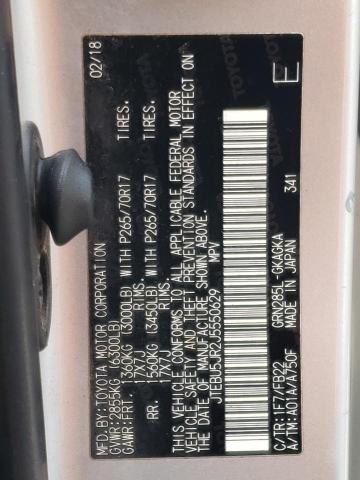 MFD.BY:TOYOTA MOTOR CORPORATION 02/18
GVWR:2855KG (6300LB)
GAWR:FRT. 1360KG (3000LB) WITH P265/70R17 TIRES.
17X7J RIMS.
RR. 1560KG (3450LB) WITH P265/70R17 TIRES.
17X7J RIMS.
THIS VEHICLE CONFORMS TO ALL APPLICABLE FEDERAL MOTOR
VEHICLE SAFETY AND THEFT PREVENTION STANDARDS IN EFFECT ON
THE DATE OF MANUFACTURE SHOWN ABOVE.
JTEBU5JR2J5550629 MPV
C/TR:1F7/FB22 GRN285L-GKAGKA 341
A/TM:A01A/A750F MADE IN JAPAN E